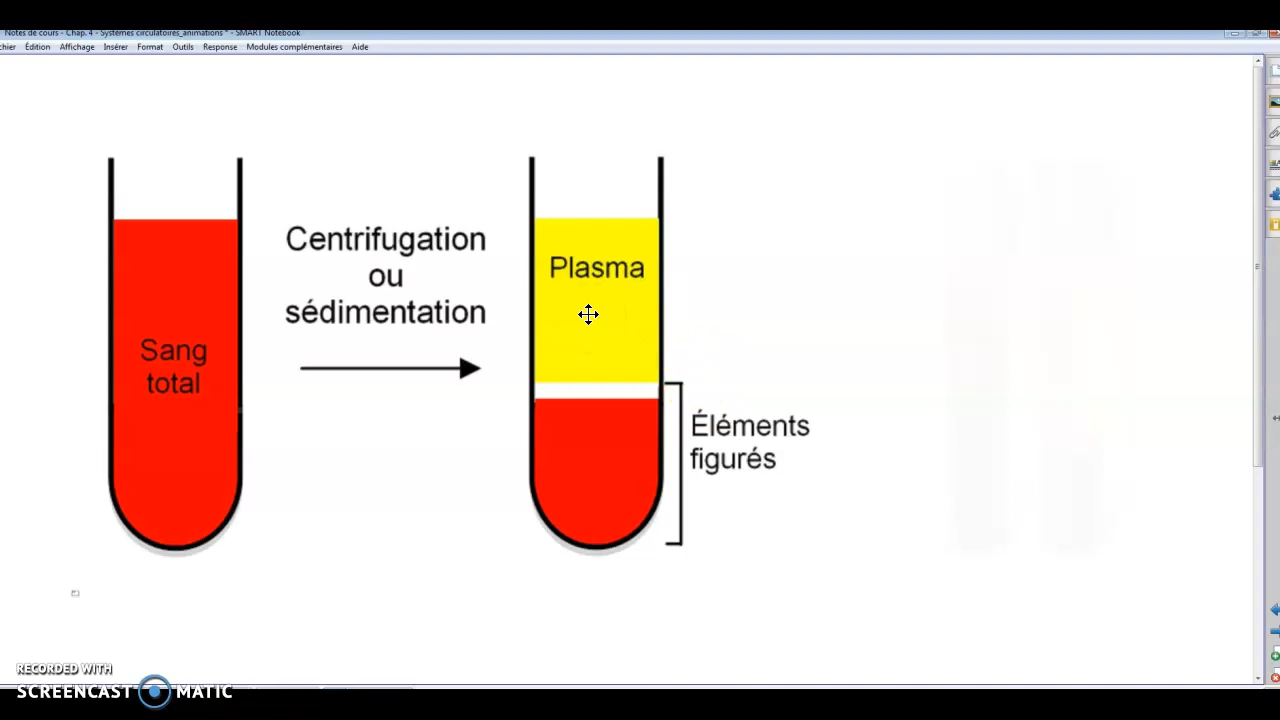 Notes de cours - Chap. 4 - Systèmes circulatoires_animations * - SMART Notebook
chier Édition Affichage Insérer Format Outils Response Modules complémentaires Aide
Centrifugation
ou
sédimentation
Sang
total
Plasma
Éléments
figurés
RECORDED WITH
SCREENCAST MATIC